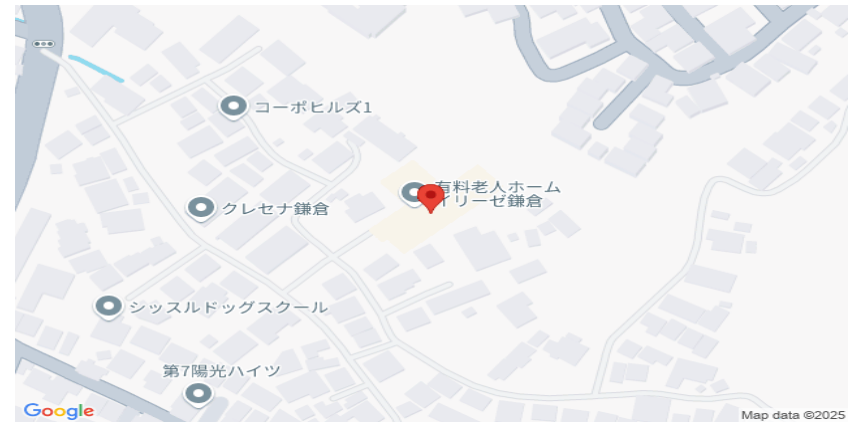 コーポヒルズ1
有料老人ホーム
イリーゼ鎌倉
クレセナ鎌倉
シッスルドッグスクール
第7陽光ハイツ
Google
Map data ©2025